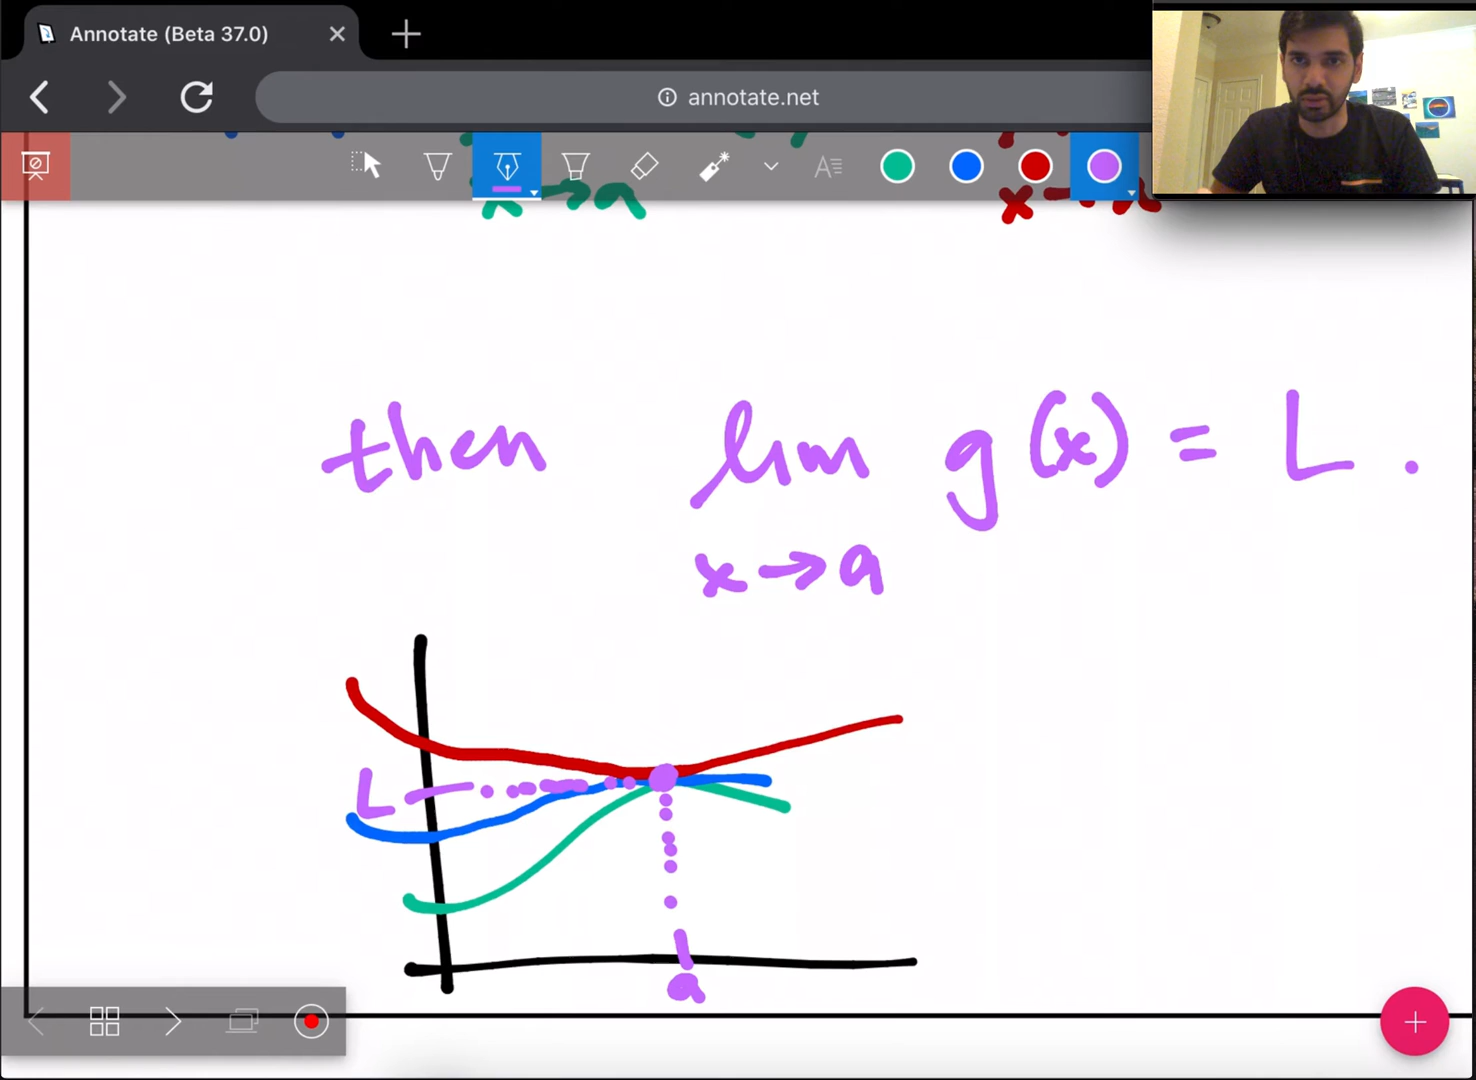 Annotate (Beta 37.0)
annotate.net
x→a
then lim g(x) = L .
x→a
L
a